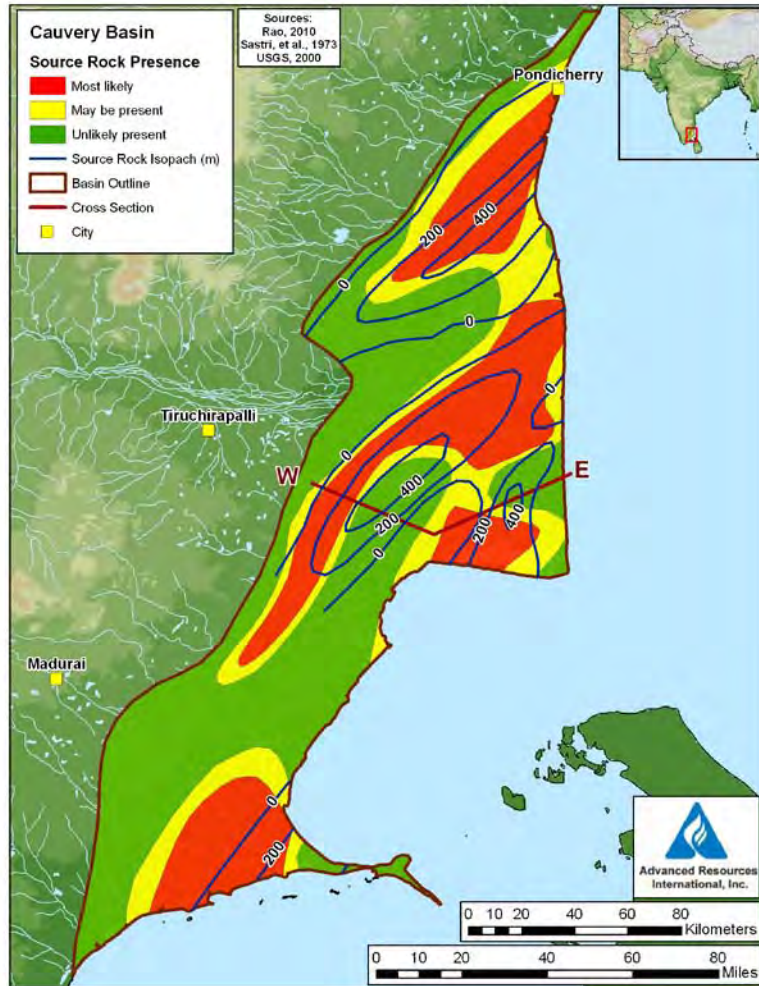 Cauvery Basin
Source Rock Presence
Most likely
May be present
Unlikely present
Source Rock Isopach (m)
Basin Outline
Cross Section
City
Sources:
Rao, 2010
Sastri, et al., 1973
USGS, 2000
Pondicherry
200
400
0
0
Tiruchirapalli
0
0
W
E
400
200
400
200
0
Madurai
0
200
Advanced Resources
International, Inc.
0 10 20 40 60 80
Kilometers
0 10 20 40 60 80
Miles